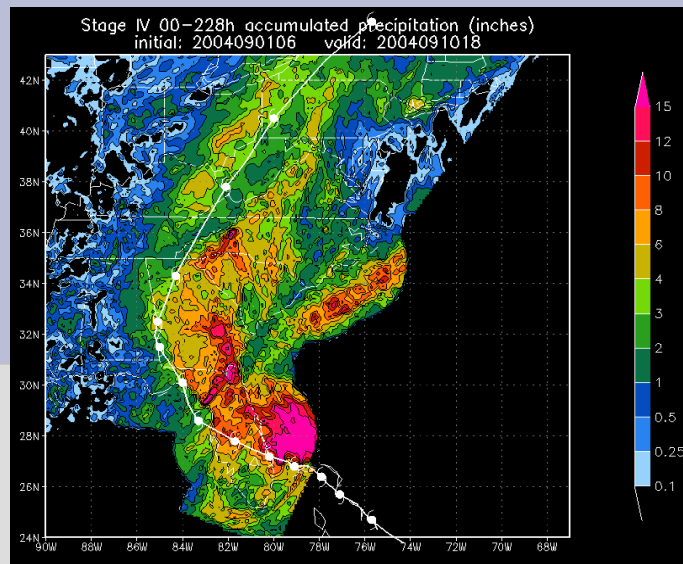 Stage IV 00-228h accumulated precipitation (inches)
initial: 2004090106 valid: 2004091018
42N
40N
38N
36N
34N
32N
30N
28N
26N
24N
90W 88W 86W 84W 82W 80W 78W 76W 74W 72W 70W 68W
15
12
10
8
6
4
3
2
1
0.5
0.25
0.1